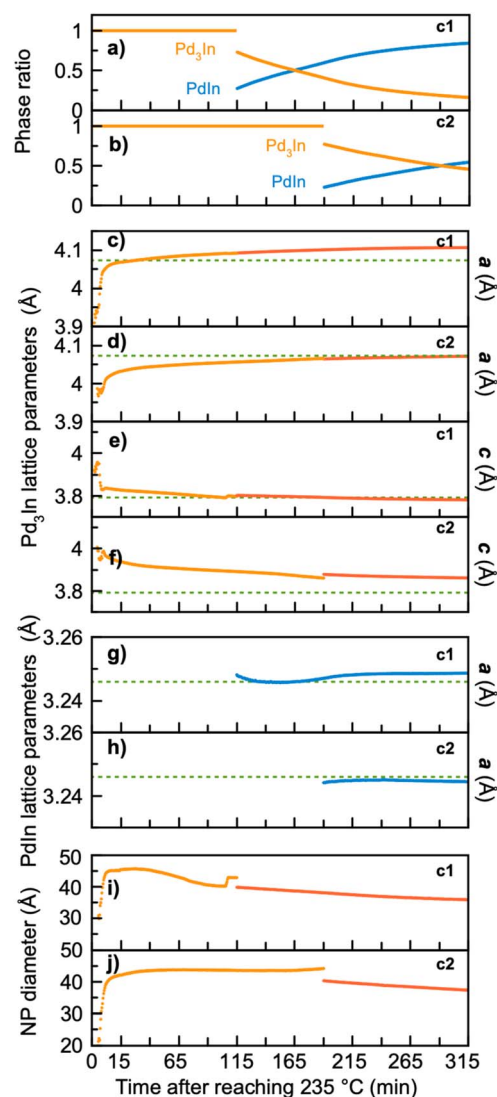 1
a)
c1
Pd₃In
0.5
PdIn
0
Phase ratio
1
b)
c2
Pd₃In
0.5
PdIn
0
4.1
c)
c1
4
3.9
a (Å)
d)
c2
4
3.9
a (Å)
e)
c1
4
3.8
c (Å)
f)
c2
4
3.8
c (Å)
Pd₃In lattice parameters (Å)
3.26
g)
c1
3.24
a (Å)
3.26
h)
c2
3.24
a (Å)
PdIn lattice parameters (Å)
50
i)
c1
40
30
50
j)
c2
40
30
20
NP diameter (Å)
0 15 65 115 165 215 265 315
Time after reaching 235 °C (min)